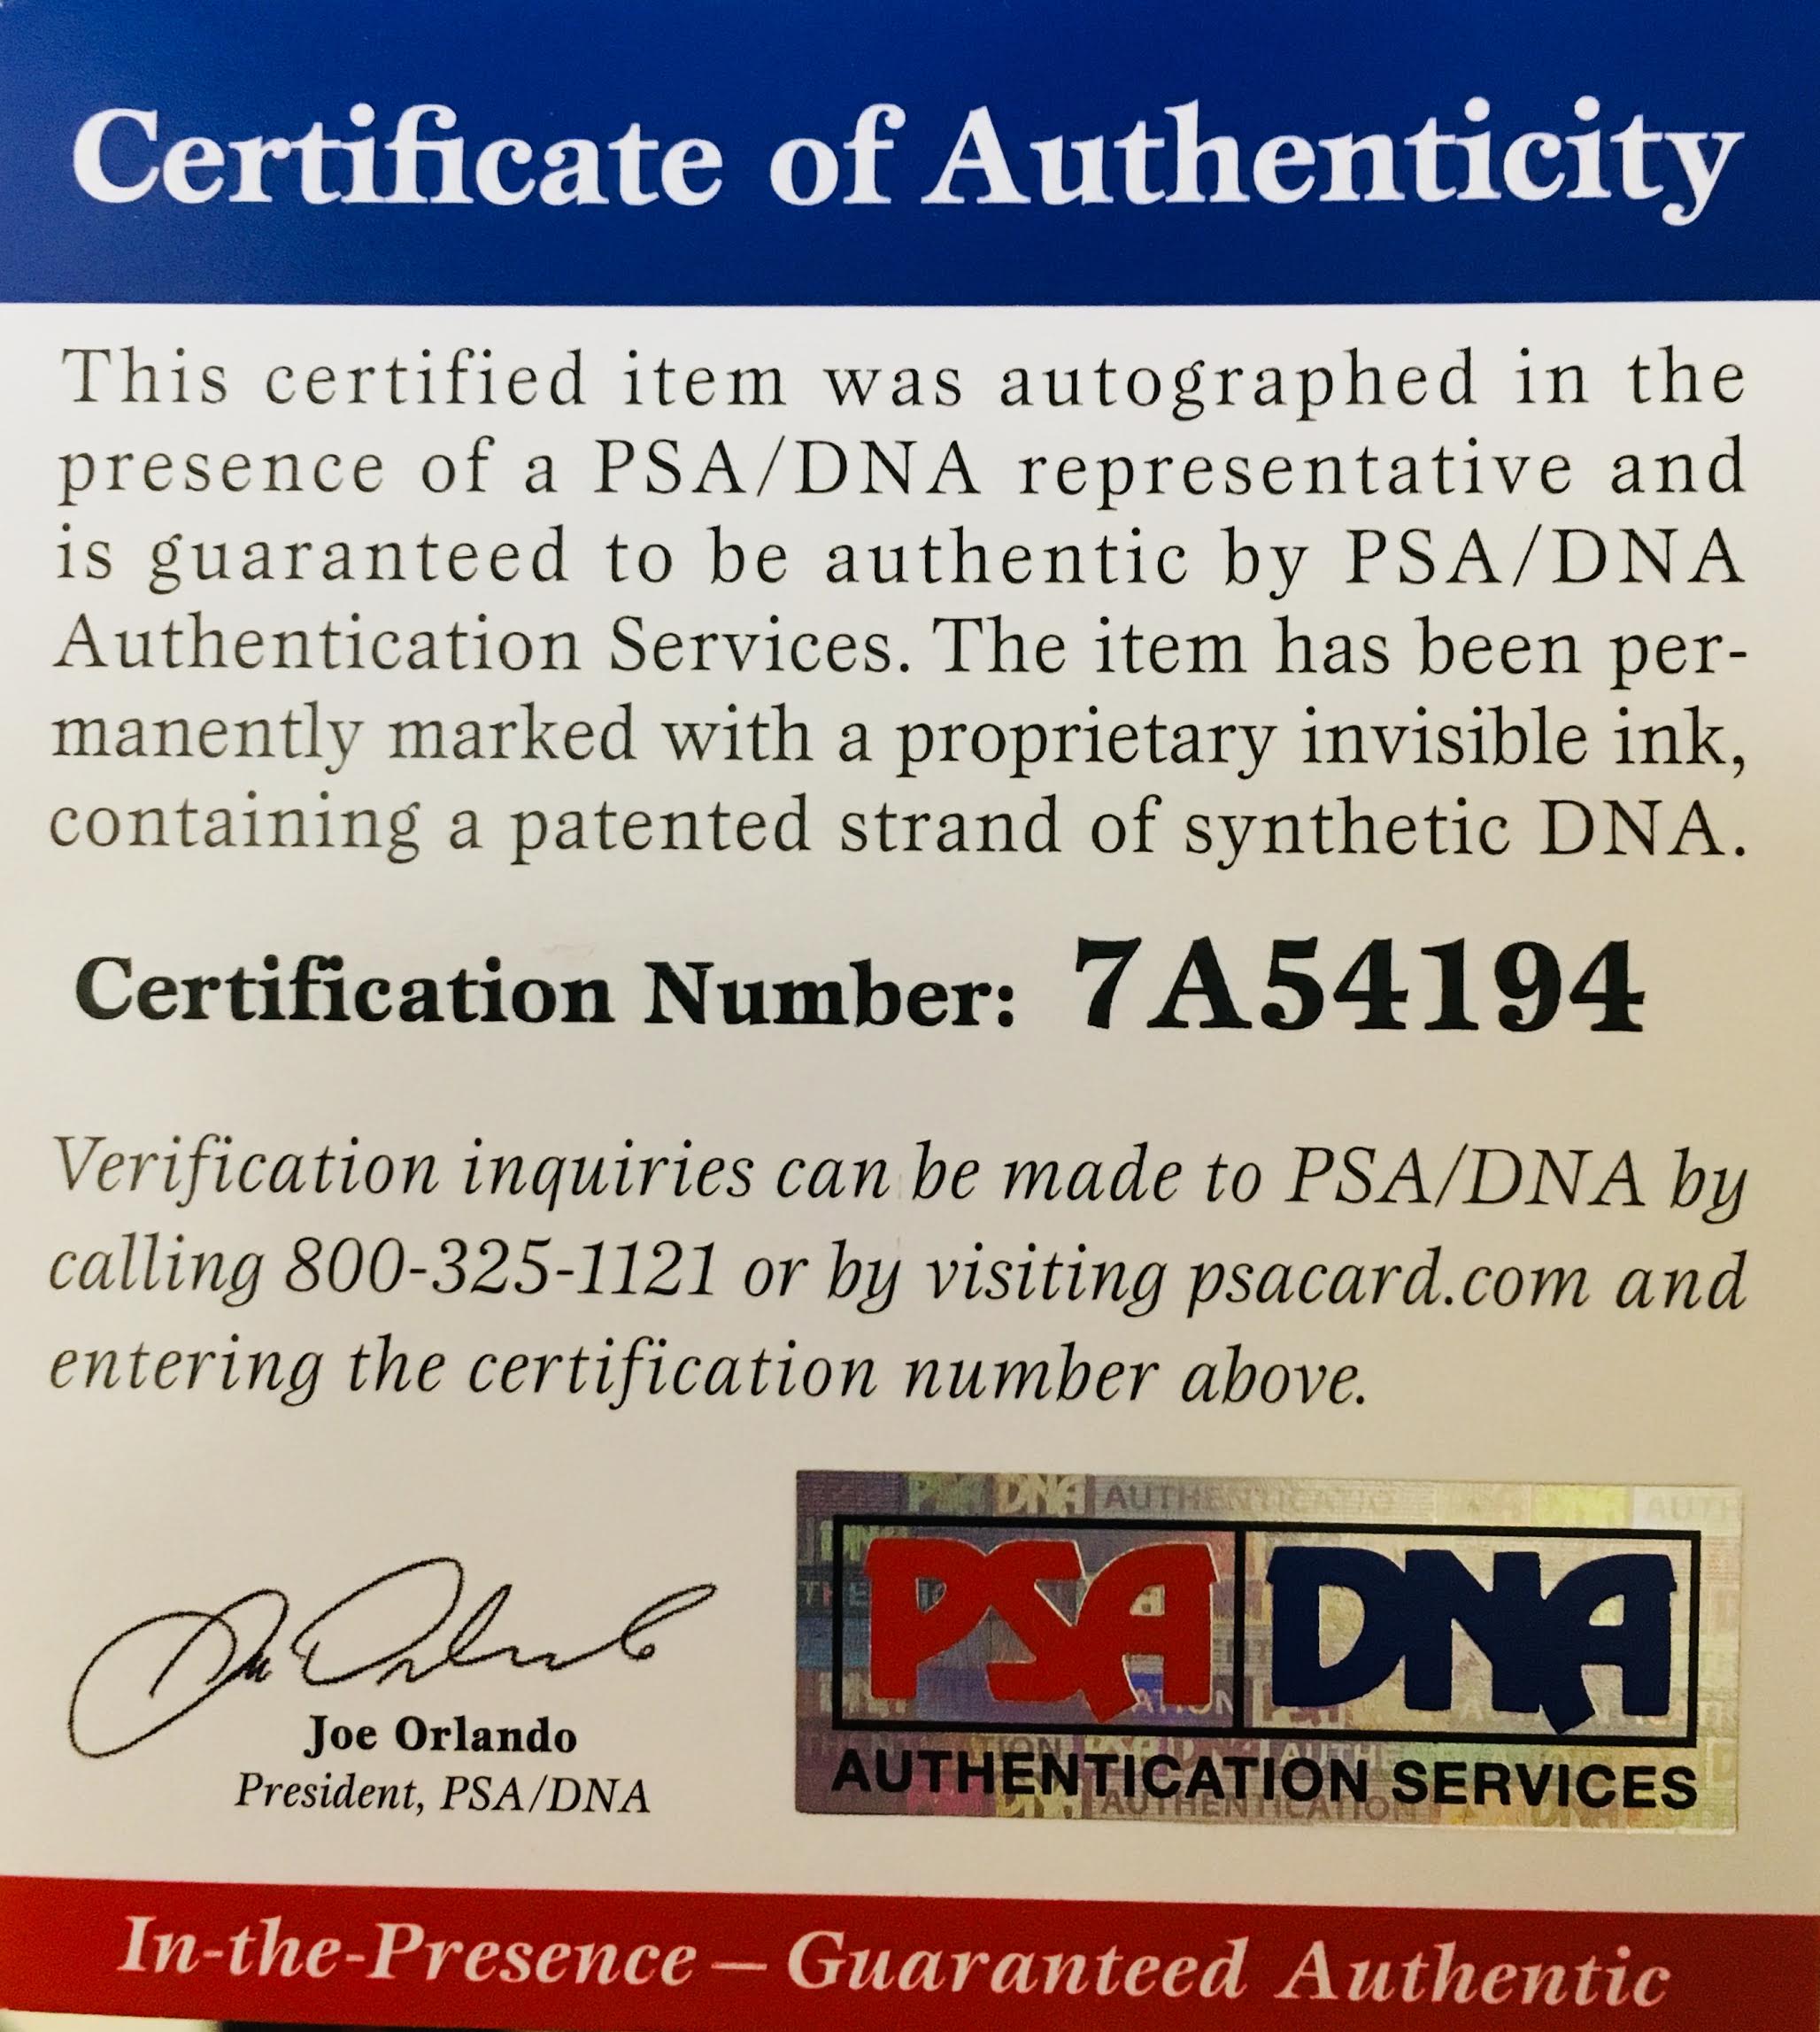 Certificate of Authenticity
This certified item was autographed in the
presence of a PSA/DNA representative and
is guaranteed to be authentic by PSA/DNA
Authentication Services. The item has been per-
manently marked with a proprietary invisible ink,
containing a patented strand of synthetic DNA.
Certification Number: 7A54194
Verification inquiries can be made to PSA/DNA by
calling 800-325-1121 or by visiting psacard.com and
entering the certification number above.
Joe Orlando
President, PSA/DNA
PSA DNA
AUTHENTICATION SERVICES
In-the-Presence – Guaranteed Authentic